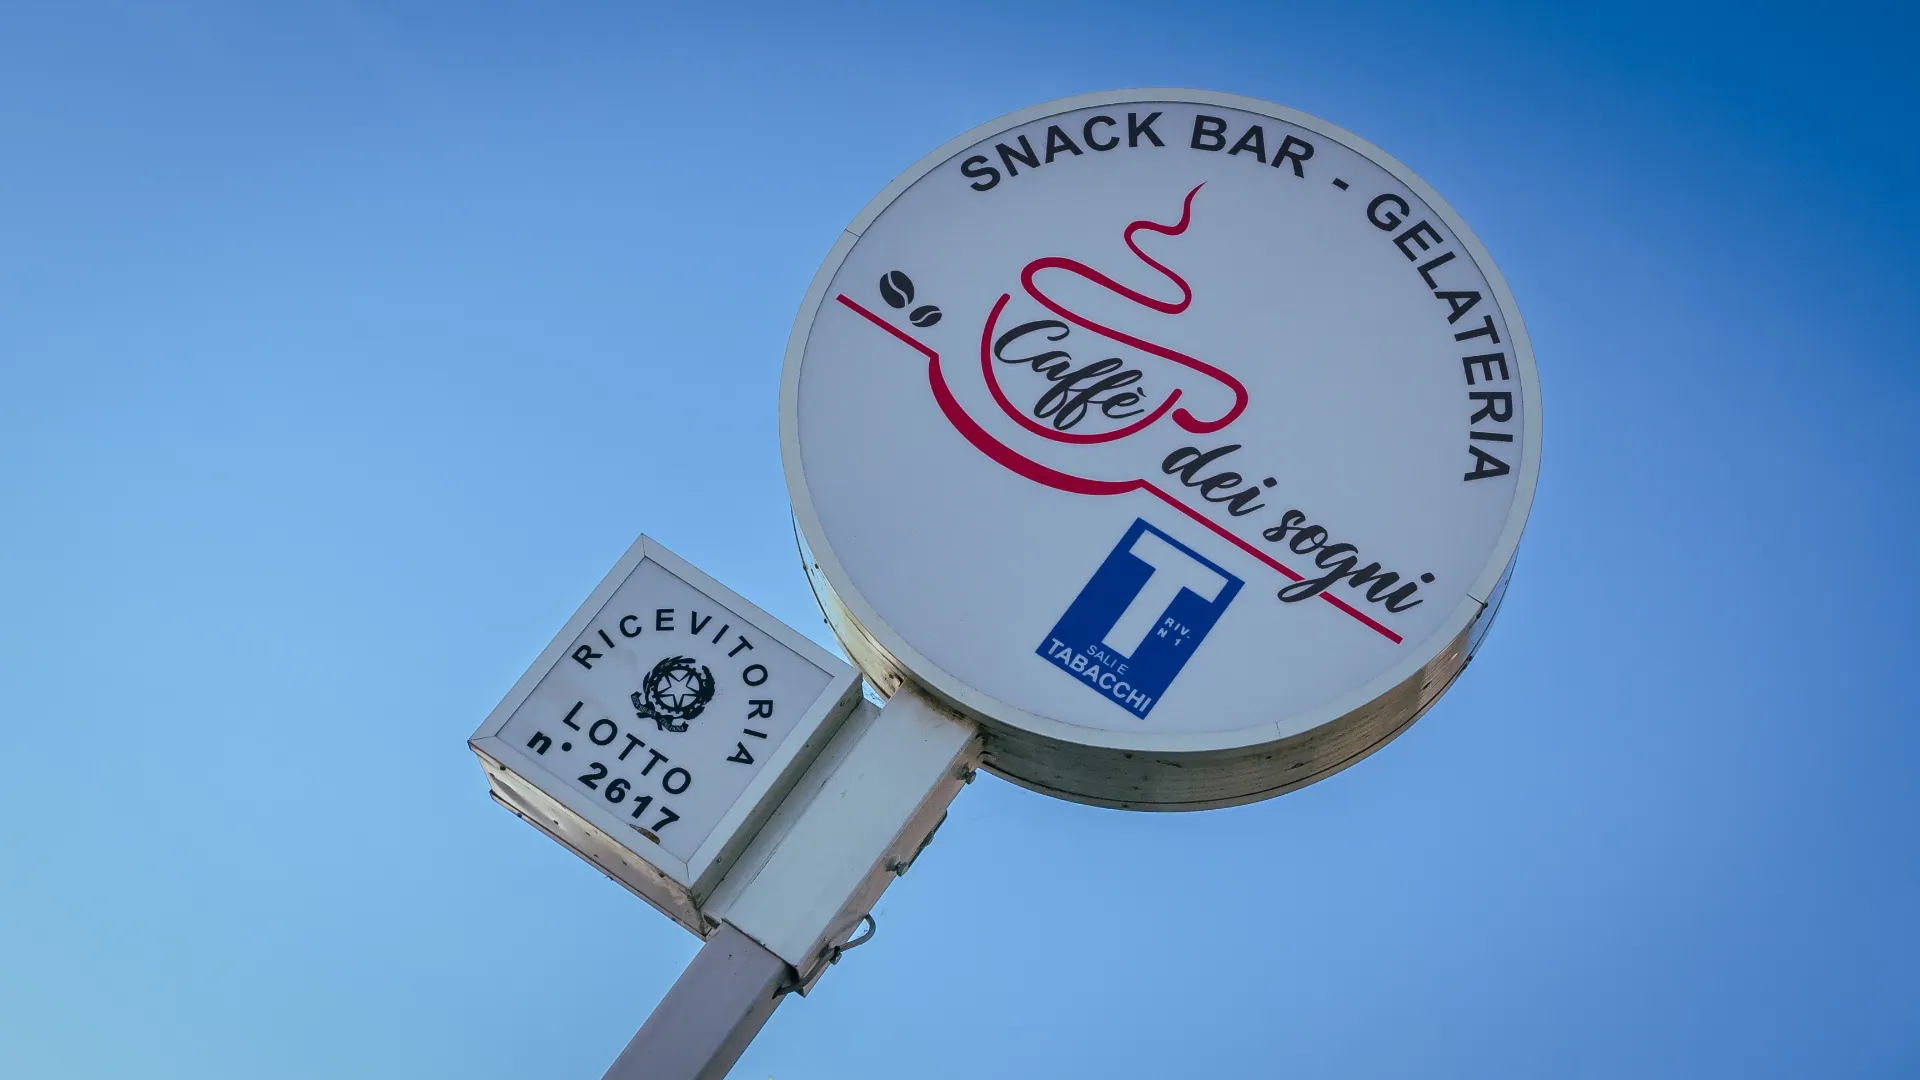 SNACK BAR - GELATERIA
Caffè
dei sogni
T
RIV.
N 1
SALI E
TABACCHI
RICEVITORIA
LOTTO
n. 2617